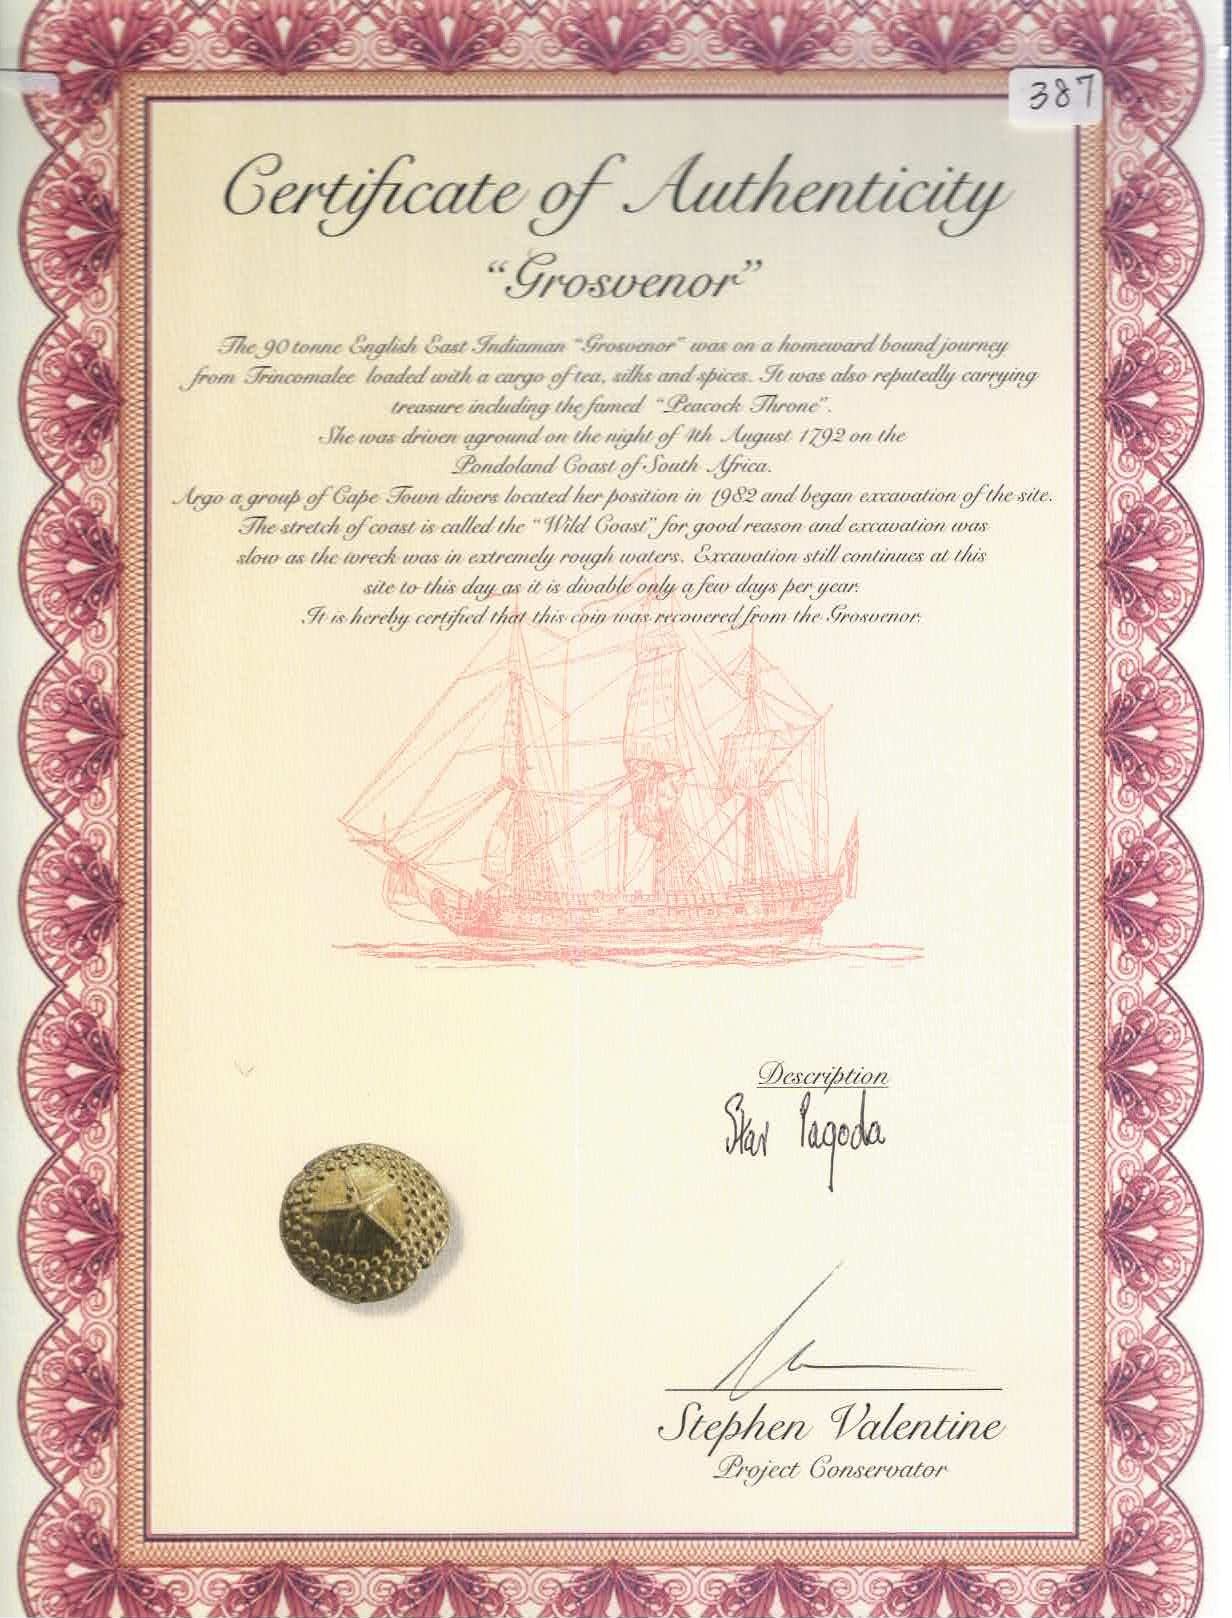 387
Certificate of Authenticity
"Grosvenor"
The 90 tonne English East Indiaman "Grosvenor" was on a homeward bound journey
from Trincomalee loaded with a cargo of tea, silks and spices. It was also reputedly carrying
treasure including the famed "Peacock Throne".
She was driven aground on the night of 4th August 1792 on the
Pondoland Coast of South Africa.
Argo a group of Cape Town divers located her position in 1982 and began excavation of the site.
The stretch of coast is called the "Wild Coast" for good reason and excavation was
slow as the wreck was in extremely rough waters. Excavation still continues at this
site to this day as it is divable only a few days per year.
It is hereby certified that this coin was recovered from the Grosvenor.
Description
Star Pagoda
Stephen Valentine
Project Conservator